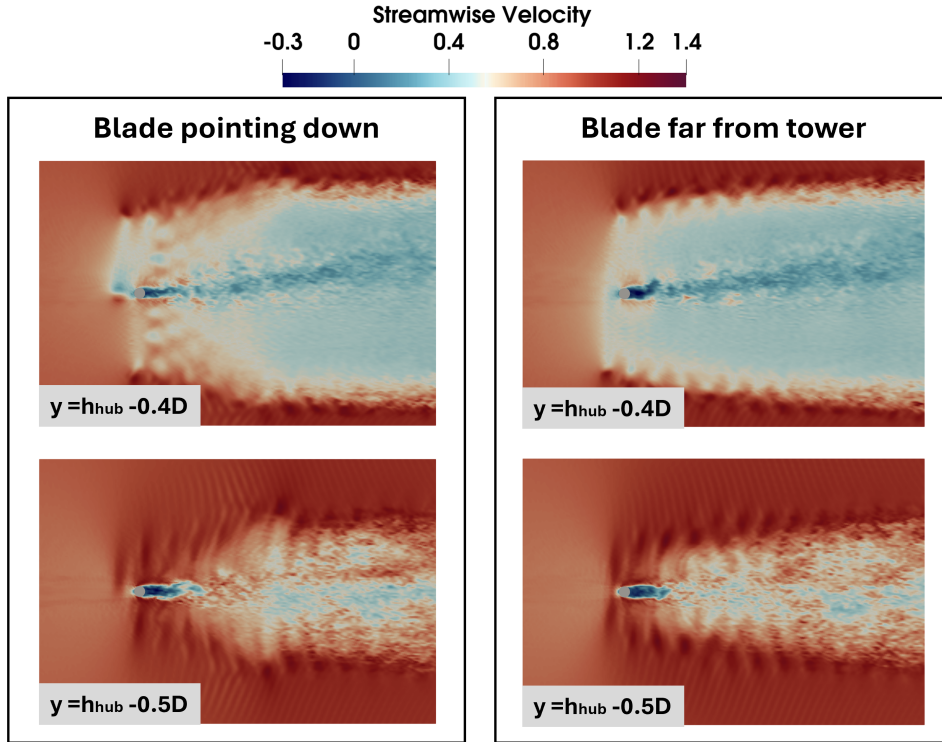 Streamwise Velocity
-0.3 0 0.4 0.8 1.2 1.4
Blade pointing down
y =hhub -0.4D
y =hhub -0.5D
Blade far from tower
y =hhub -0.4D
y =hhub -0.5D